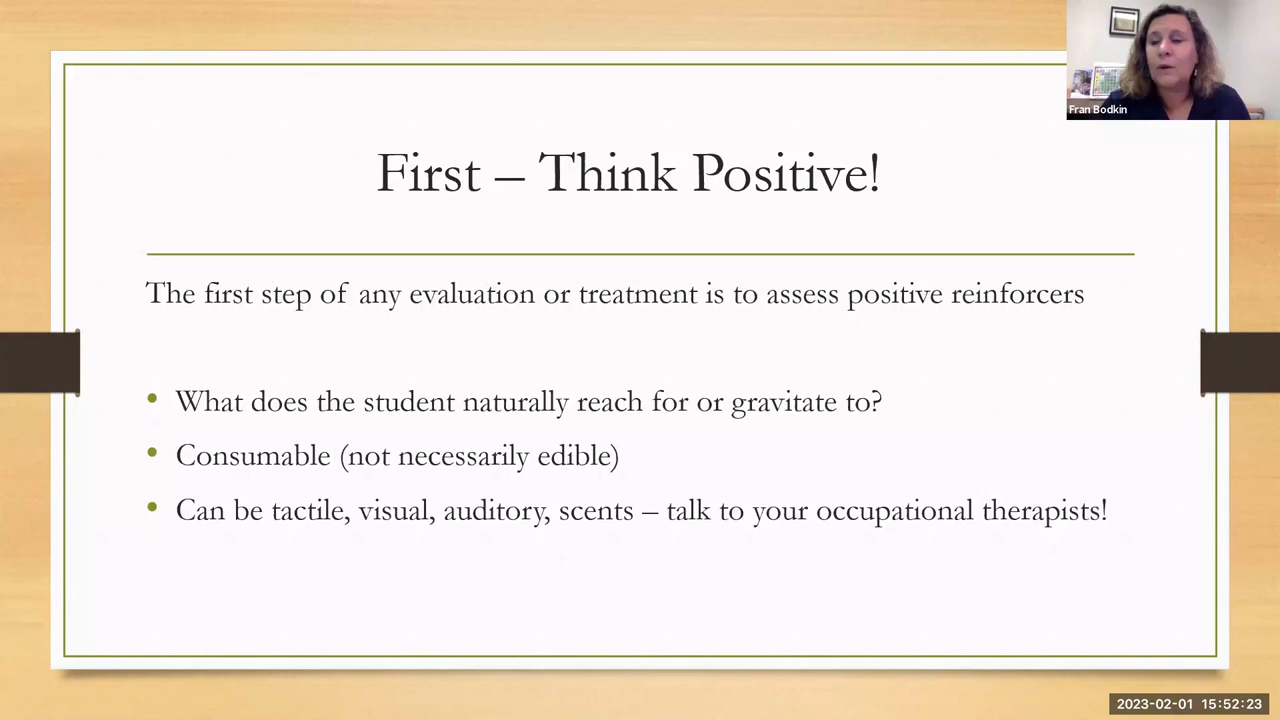 Fran Bodkin
First – Think Positive!
The first step of any evaluation or treatment is to assess positive reinforcers
• What does the student naturally reach for or gravitate to?
• Consumable (not necessarily edible)
• Can be tactile, visual, auditory, scents – talk to your occupational therapists!
2023-02-01 15:52:23